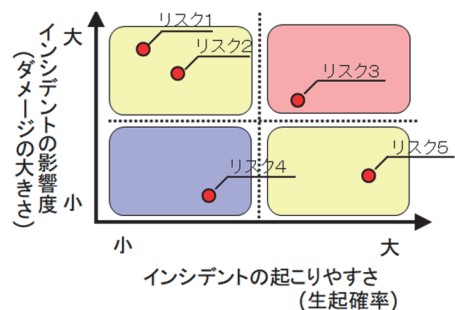 インシデントの影響度
(ダメージの大きさ)
大
小
リスク1
リスク2
リスク3
リスク4
リスク5
小
大
インシデントの起こりやすさ
(生起確率)